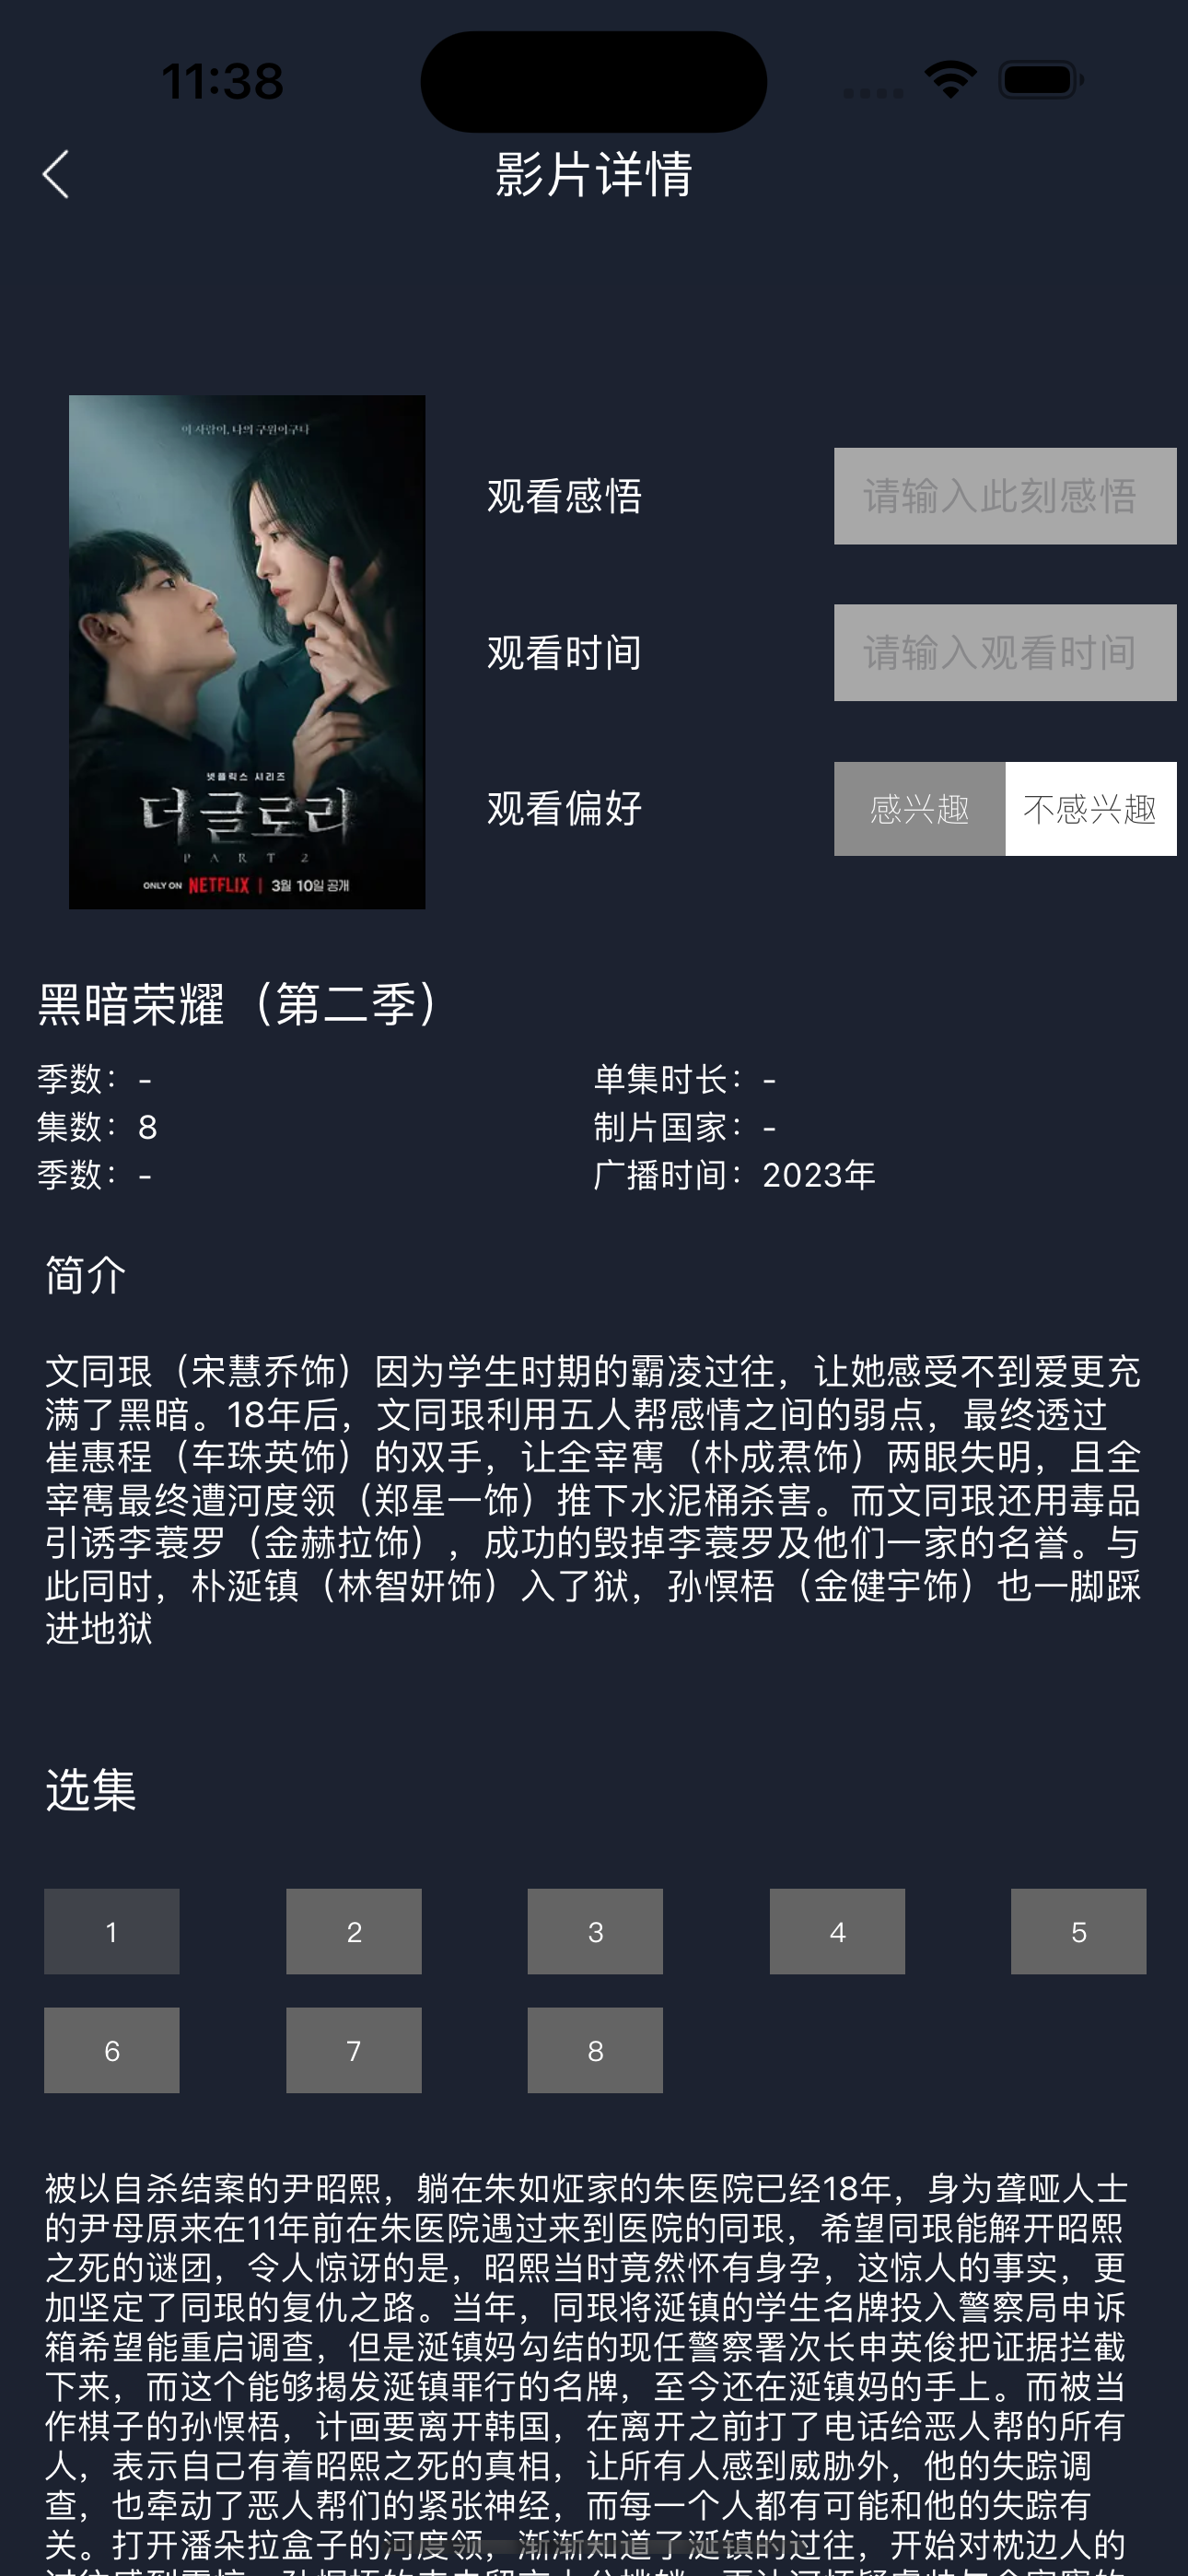 11:38
影片详情
이 사람이, 나의 구원이구나
넷플릭스 시리즈
더 글로리
PART 2
ONLY ON NETFLIX | 3월 10일 공개
观看感悟
请输入此刻感悟
观看时间
请输入观看时间
观看偏好
感兴趣
不感兴趣
黑暗荣耀（第二季）
季数：-
单集时长：-
集数：8
制片国家：-
季数：-
广播时间：2023年
简介
文同珢（宋慧乔饰）因为学生时期的霸凌过往，让她感受不到爱更充
满了黑暗。18年后，文同珢利用五人帮感情之间的弱点，最终透过
崔惠程（车珠英饰）的双手，让全宰寯（朴成焄饰）两眼失明，且全
宰寯最终遭河度领（郑星一饰）推下水泥桶杀害。而文同珢还用毒品
引诱李蓑罗（金赫拉饰），成功的毁掉李蓑罗及他们一家的名誉。与
此同时，朴涎镇（林智妍饰）入了狱，孙慏梧（金健宇饰）也一脚踩
进地狱
选集
1
2
3
4
5
6
7
8
被以自杀结案的尹昭熙，躺在朱如炡家的朱医院已经18年，身为聋哑人士
的尹母原来在11年前在朱医院遇过来到医院的同珢，希望同珢能解开昭熙
之死的谜团，令人惊讶的是，昭熙当时竟然怀有身孕，这惊人的事实，更
加坚定了同珢的复仇之路。当年，同珢将涎镇的学生名牌投入警察局申诉
箱希望能重启调查，但是涎镇妈勾结的现任警察署次长申英俊把证据拦截
下来，而这个能够揭发涎镇罪行的名牌，至今还在涎镇妈的手上。而被当
作棋子的孙慏梧，计画要离开韩国，在离开之前打了电话给恶人帮的所有
人，表示自己有着昭熙之死的真相，让所有人感到威胁外，他的失踪调
查，也牵动了恶人帮们的紧张神经，而每一个人都有可能和他的失踪有
关。打开潘朵拉盒子的河度领，渐渐知道了涎镇的过往，开始对枕边人的